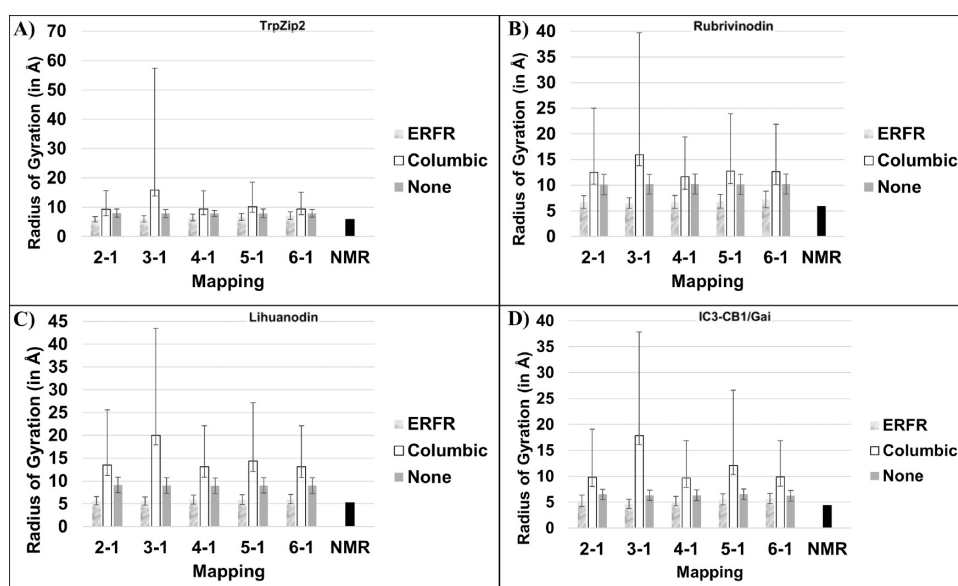 A)
TrpZip2
Radius of Gyration (in Å)
70
60
50
40
30
20
10
0
2-1 3-1 4-1 5-1 6-1 NMR
Mapping
ERFR
Columbic
None
B)
Rubrivinodin
Radius of Gyration (in Å)
40
35
30
25
20
15
10
5
0
2-1 3-1 4-1 5-1 6-1 NMR
Mapping
ERFR
Columbic
None
C)
Lihuanodin
Radius of Gyration (in Å)
45
40
35
30
25
20
15
10
5
0
2-1 3-1 4-1 5-1 6-1 NMR
Mapping
ERFR
Columbic
None
D)
IC3-CB1/Gai
Radius of Gyration (in Å)
40
35
30
25
20
15
10
5
0
2-1 3-1 4-1 5-1 6-1 NMR
Mapping
ERFR
Columbic
None